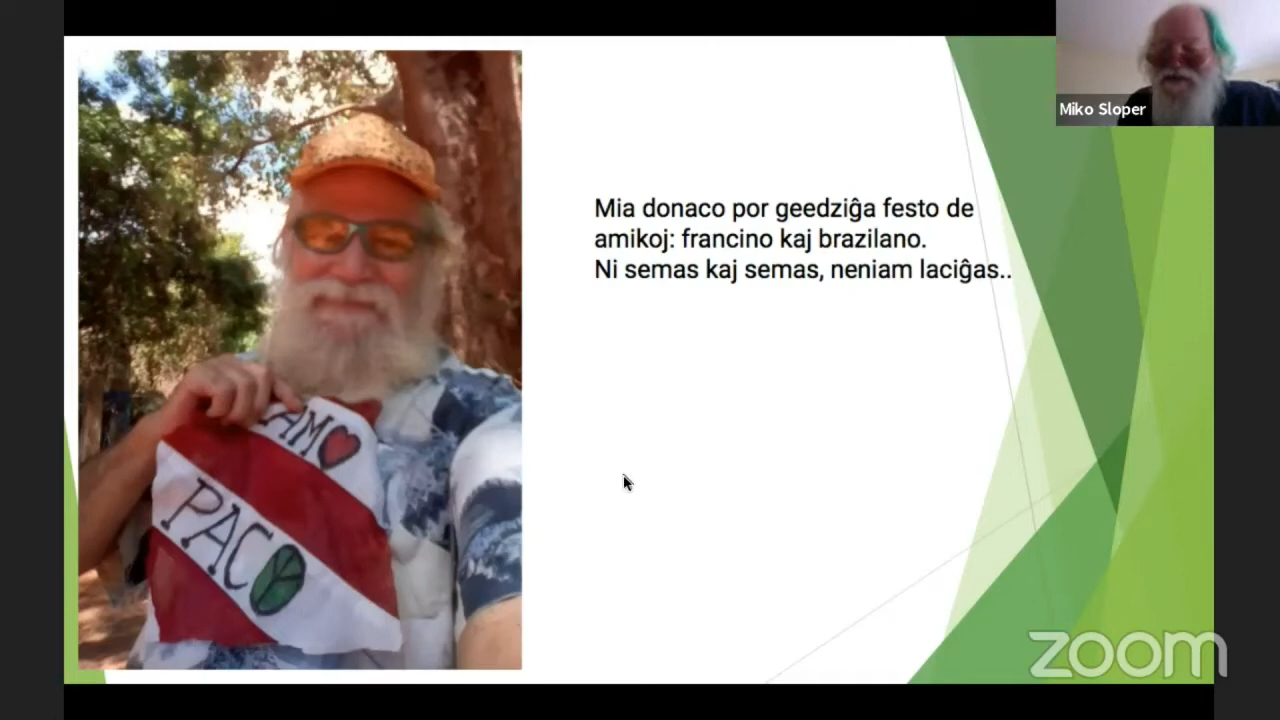 Miko Sloper
Mia donaco por geedziĝa festo de
amikoj: francino kaj brazilano.
Ni semas kaj semas, neniam laciĝas..
AM
PACO
zoom